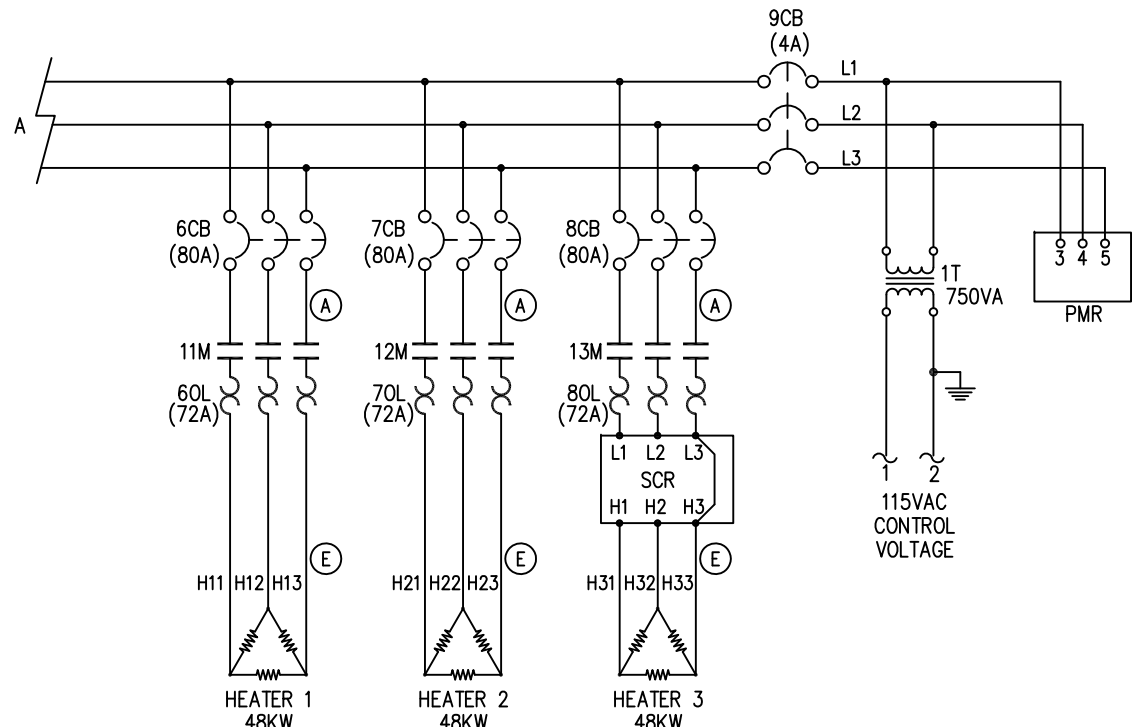 9CB
(4A)
L1
L2
L3
A
6CB
(80A)
7CB
(80A)
8CB
(80A)
3 4 5
PMR
1T
750VA
A
A
A
11M
12M
13M
6OL
(72A)
7OL
(72A)
8OL
(72A)
L1 L2 L3
SCR
H1 H2 H3
1 2
115VAC
CONTROL
VOLTAGE
E
E
E
H11 H12 H13
H21 H22 H23
H31 H32 H33
HEATER 1
48KW
HEATER 2
48KW
HEATER 3
48KW